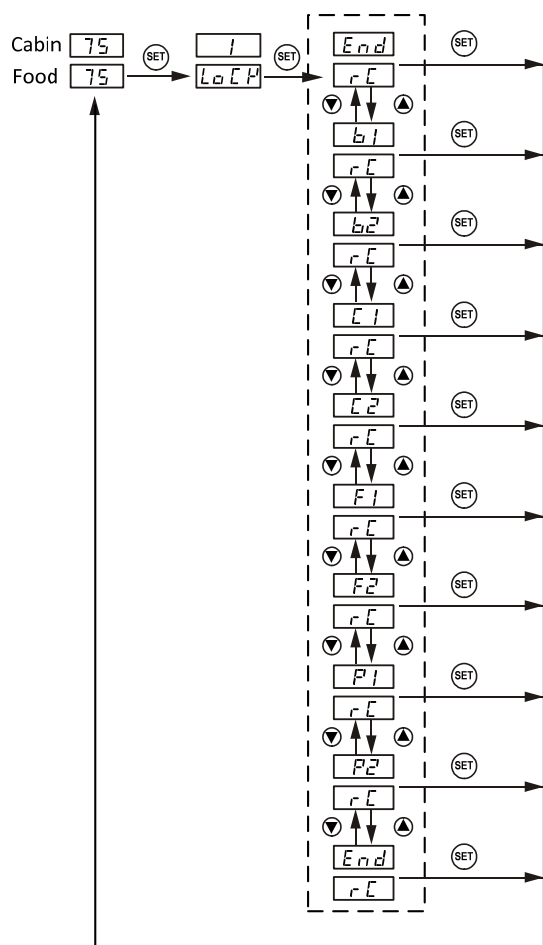 Cabin 75
Food 75
SET
1
LoCK
SET
End
rC
SET
b1
rC
SET
b2
rC
SET
C1
rC
SET
C2
rC
SET
F1
rC
SET
F2
rC
SET
P1
rC
SET
P2
rC
SET
End
rC
SET